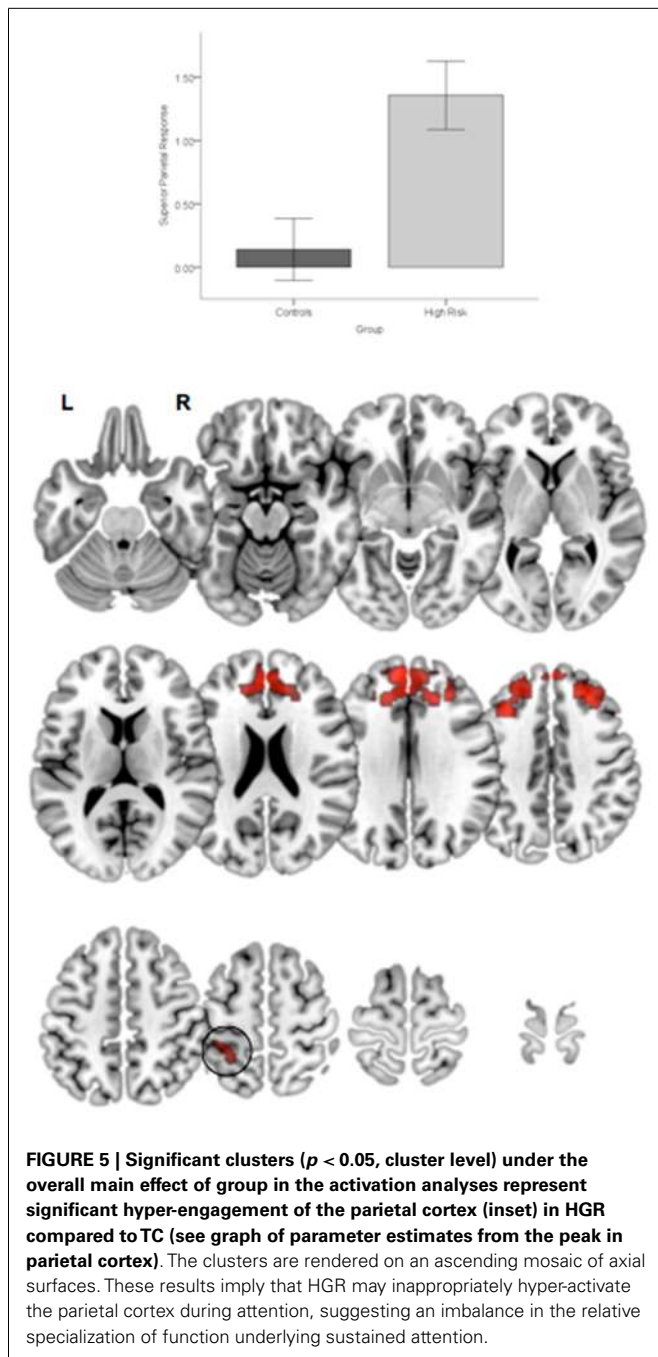 1.50
1.00
0.50
0.00
Superior Parietal Response
Controls
High Risk
Group
L R
FIGURE 5 | Significant clusters (p < 0.05, cluster level) under the
overall main effect of group in the activation analyses represent
significant hyper-engagement of the parietal cortex (inset) in HGR
compared to TC (see graph of parameter estimates from the peak in
parietal cortex). The clusters are rendered on an ascending mosaic of axial
surfaces. These results imply that HGR may inappropriately hyper-activate
the parietal cortex during attention, suggesting an imbalance in the relative
specialization of function underlying sustained attention.